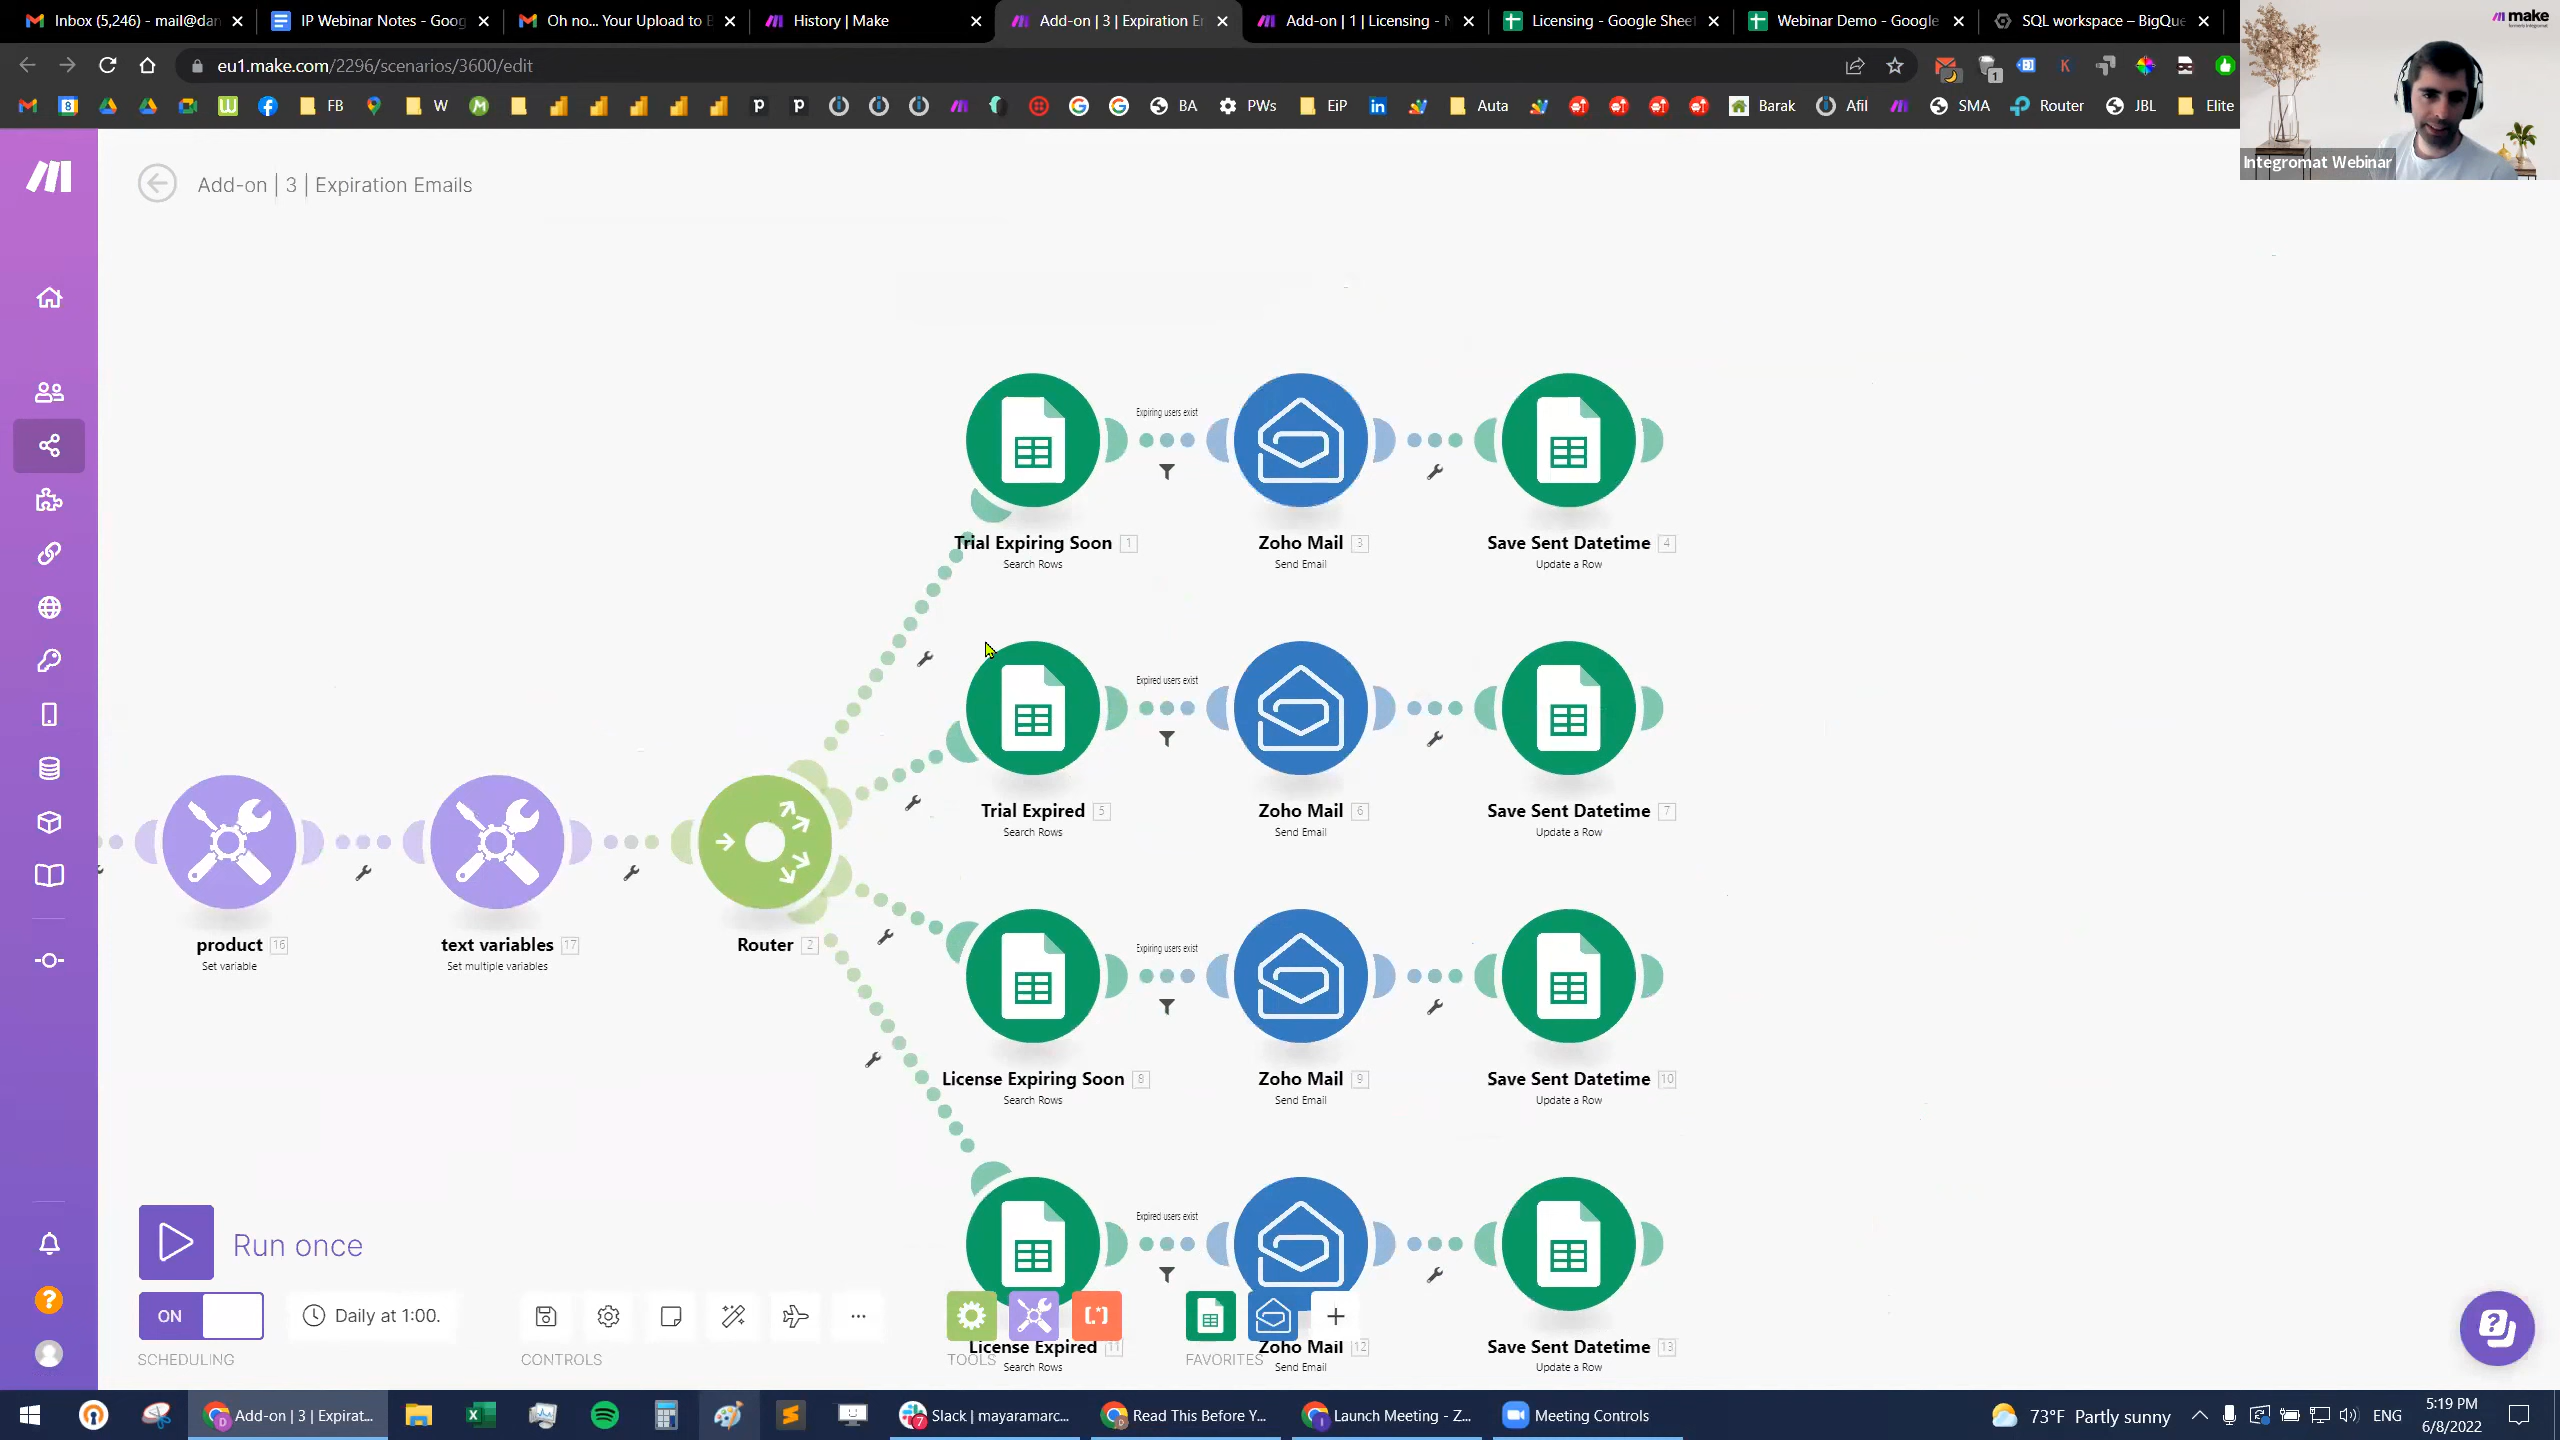 Inbox (5,246) - mail@dan
IP Webinar Notes - Goog
Oh no... Your Upload to B
History | Make
Add-on | 3 | Expiration E
Add-on | 1 | Licensing -
Licensing - Google Sheet
Webinar Demo - Google
SQL workspace – BigQue
make
eu1.make.com/2296/scenarios/3600/edit
FB
W
BA
PWs
EiP
Auta
Barak
Afil
SMA
Router
JBL
Elite
Integromat Webinar
Add-on | 3 | Expiration Emails
Expiring users exist
Trial Expiring Soon 1
Search Rows
Zoho Mail 3
Send Email
Save Sent Datetime 4
Update a Row
Expired users exist
Trial Expired 5
Search Rows
Zoho Mail 6
Send Email
Save Sent Datetime 7
Update a Row
product 16
Set variable
text variables 17
Set multiple variables
Router 2
Expiring users exist
License Expiring Soon 8
Search Rows
Zoho Mail 9
Send Email
Save Sent Datetime 10
Update a Row
Expired users exist
License Expired 11
Search Rows
Zoho Mail 12
Send Email
Save Sent Datetime 13
Update a Row
Run once
ON
Daily at 1:00.
SCHEDULING
CONTROLS
TOOLS
FAVORITES
Add-on | 3 | Expirat...
Slack | mayaramarc...
Read This Before Y...
Launch Meeting - Z...
Meeting Controls
73°F Partly sunny
ENG
5:19 PM
6/8/2022